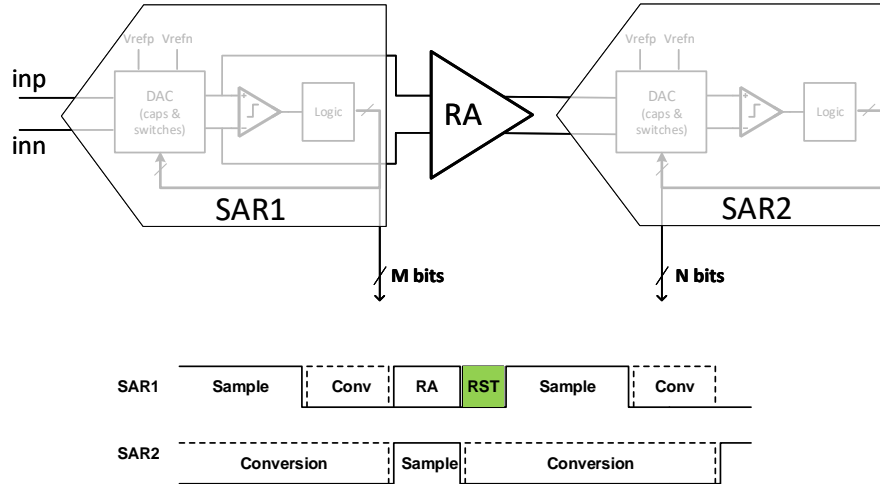 Vrefp Vrefn
Vrefp Vrefn
inp
inn
DAC
(caps &
switches)
+
−
Logic
RA
DAC
(caps &
switches)
+
−
Logic
SAR1
SAR2
M bits
N bits
SAR1
Sample
Conv
RA
RST
Sample
Conv
SAR2
Conversion
Sample
Conversion